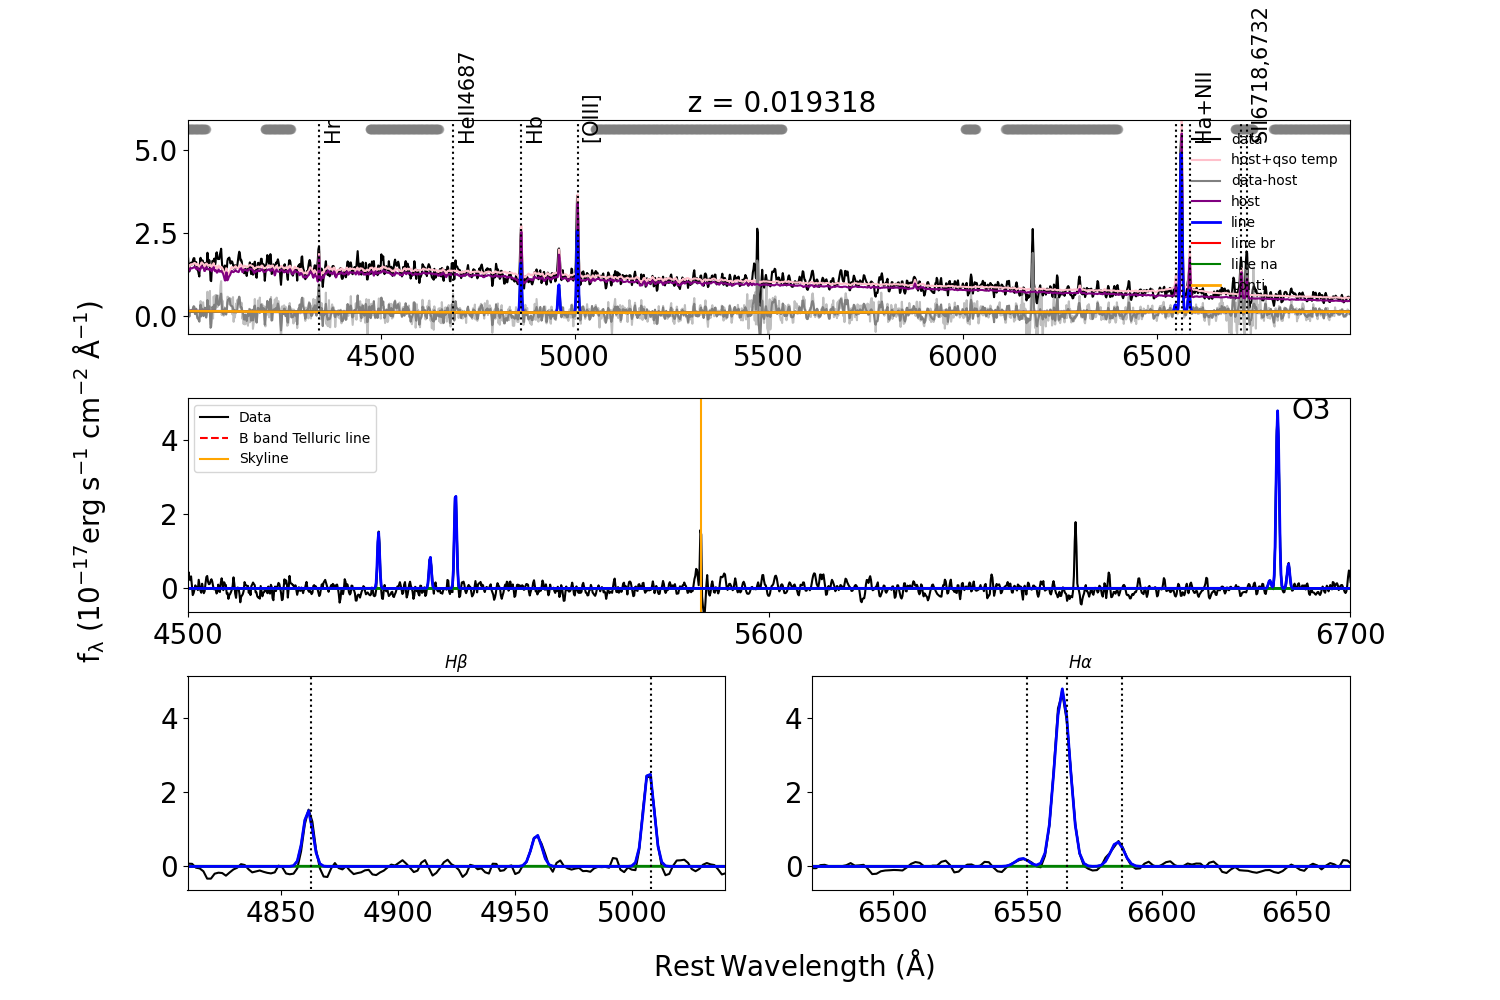 z = 0.019318
Hr
HeII4687
Hb
[OIII]
Ha+NII
SII6718,6732
5.0
2.5
0.0
data
host+qso temp
data-host
host
line
line br
line na
conti
4500
5000
5500
6000
6500
fλ (10⁻¹⁷erg s⁻¹ cm⁻² Å⁻¹)
4
2
0
Data
B band Telluric line
Skyline
O3
4500
5600
6700
Hβ
4
2
0
4850
4900
4950
5000
Hα
4
2
0
6500
6550
6600
6650
Rest Wavelength (Å)